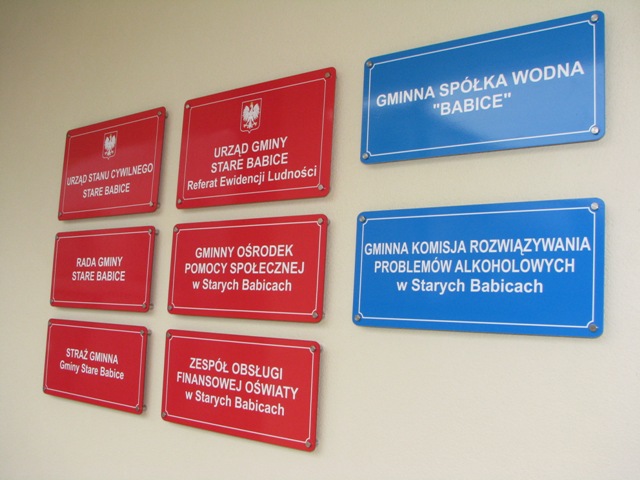 URZĄD STANU CYWILNEGO
STARE BABICE
RADA GMINY
STARE BABICE
STRAŻ GMINNA
Gminy Stare Babice
URZĄD GMINY
STARE BABICE
Referat Ewidencji Ludności
GMINNY OŚRODEK
POMOCY SPOŁECZNEJ
w Starych Babicach
ZESPÓŁ OBSŁUGI
FINANSOWEJ OŚWIATY
w Starych Babicach
GMINNA SPÓŁKA WODNA
"BABICE"
GMINNA KOMISJA ROZWIĄZYWANIA
PROBLEMÓW ALKOHOLOWYCH
w Starych Babicach